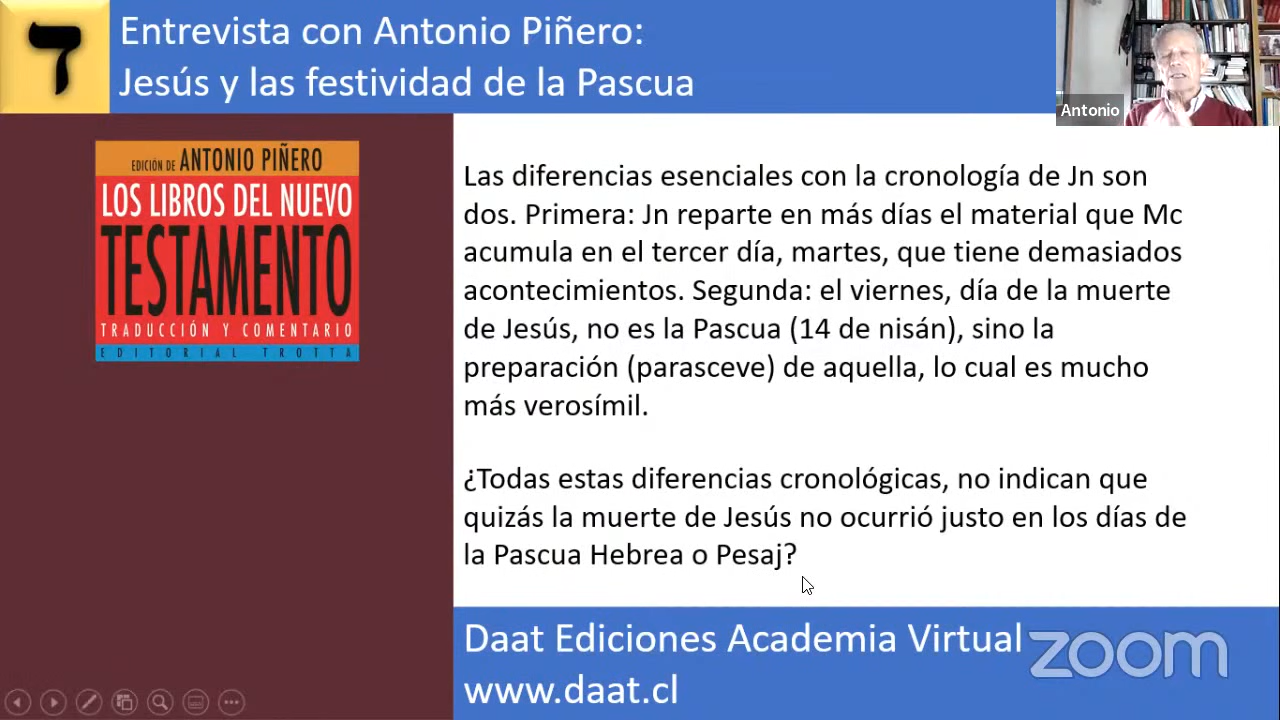 ד
Entrevista con Antonio Piñero:
Jesús y las festividad de la Pascua
Antonio
EDICIÓN DE ANTONIO PIÑERO
LOS LIBROS DEL NUEVO
TESTAMENTO
TRADUCCIÓN Y COMENTARIO
EDITORIAL TROTTA
Las diferencias esenciales con la cronología de Jn son
dos. Primera: Jn reparte en más días el material que Mc
acumula en el tercer día, martes, que tiene demasiados
acontecimientos. Segunda: el viernes, día de la muerte
de Jesús, no es la Pascua (14 de nisán), sino la
preparación (parasceve) de aquella, lo cual es mucho
más verosímil.
¿Todas estas diferencias cronológicas, no indican que
quizás la muerte de Jesús no ocurrió justo en los días de
la Pascua Hebrea o Pesaj?
Daat Ediciones Academia Virtual
www.daat.cl
zoom